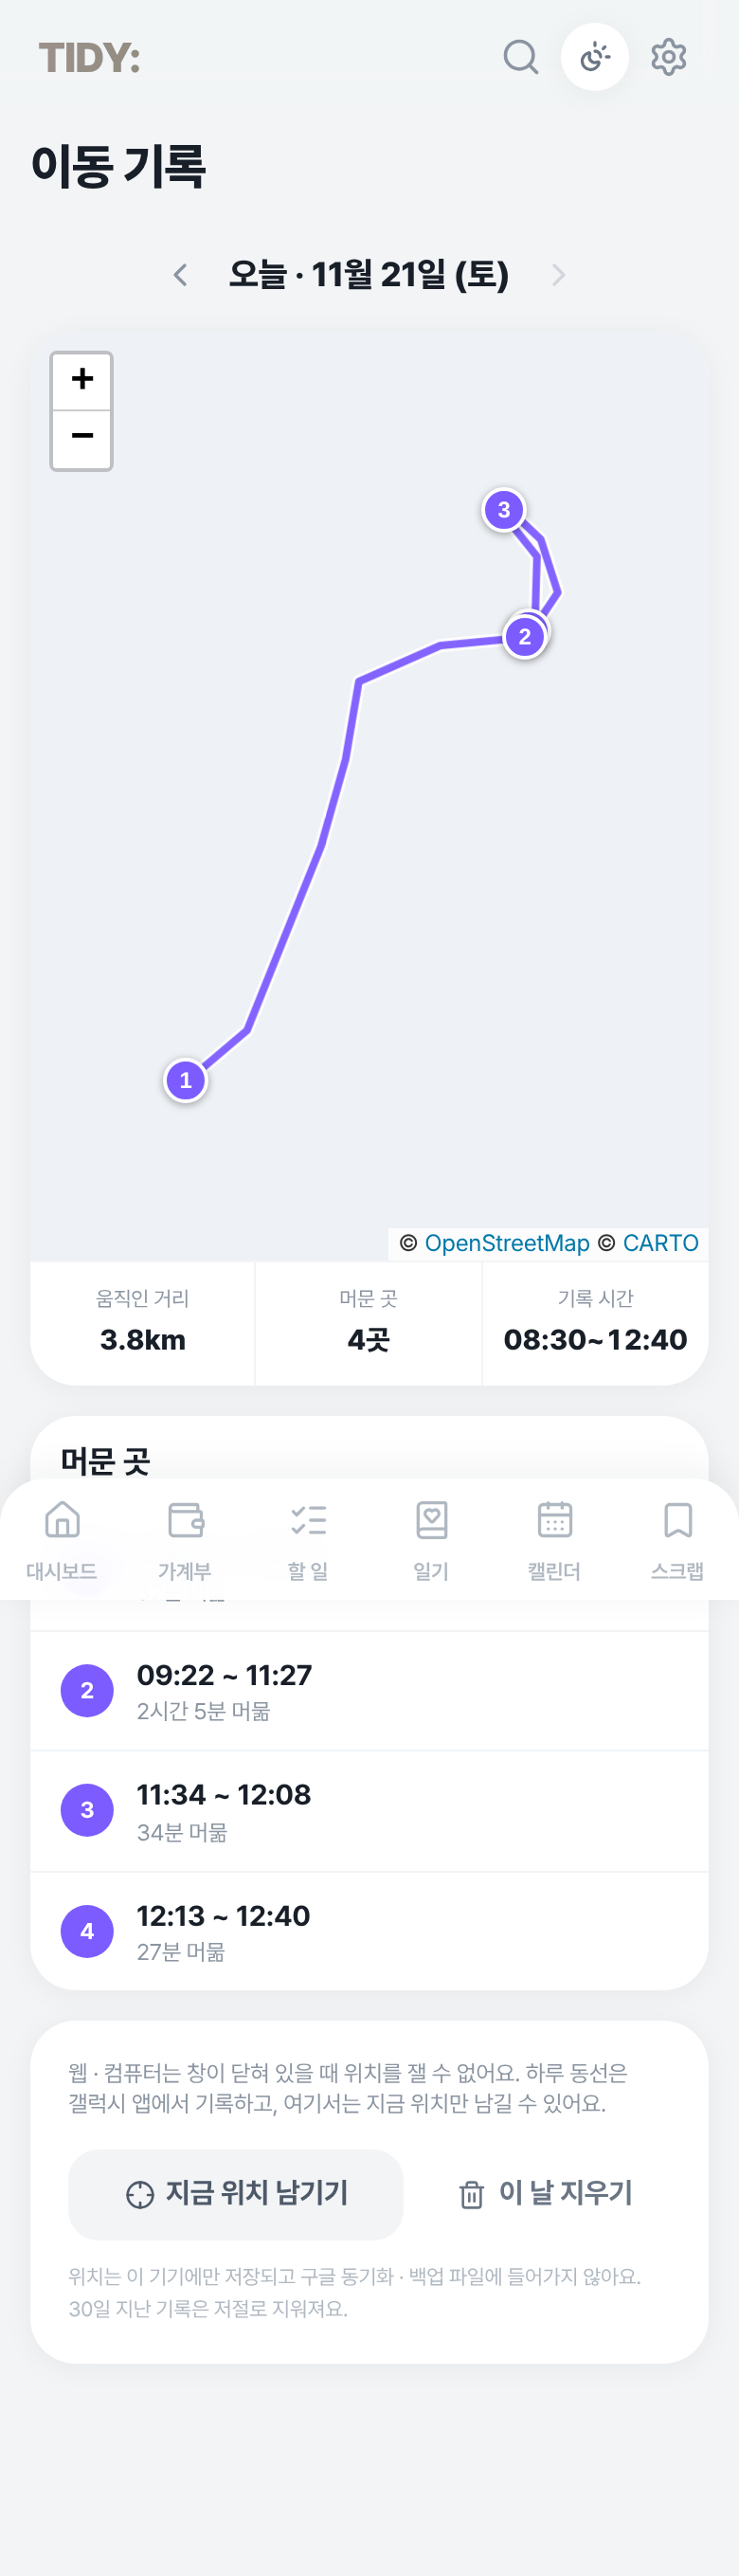 TIDY:
이동 기록
오늘 · 11월 21일 (토)
+
−
3
2
1
© OpenStreetMap © CARTO
움직인 거리
머문 곳
기록 시간
3.8km
4곳
08:30~12:40
머문 곳
대시보드
가계부
할 일
일기
캘린더
스크랩
2
09:22 ~ 11:27
2시간 5분 머묾
3
11:34 ~ 12:08
34분 머묾
4
12:13 ~ 12:40
27분 머묾
웹 · 컴퓨터는 창이 닫혀 있을 때 위치를 잴 수 없어요. 하루 동선은
갤럭시 앱에서 기록하고, 여기서는 지금 위치만 남길 수 있어요.
지금 위치 남기기
이 날 지우기
위치는 이 기기에만 저장되고 구글 동기화 · 백업 파일에 들어가지 않아요.
30일 지난 기록은 저절로 지워져요.